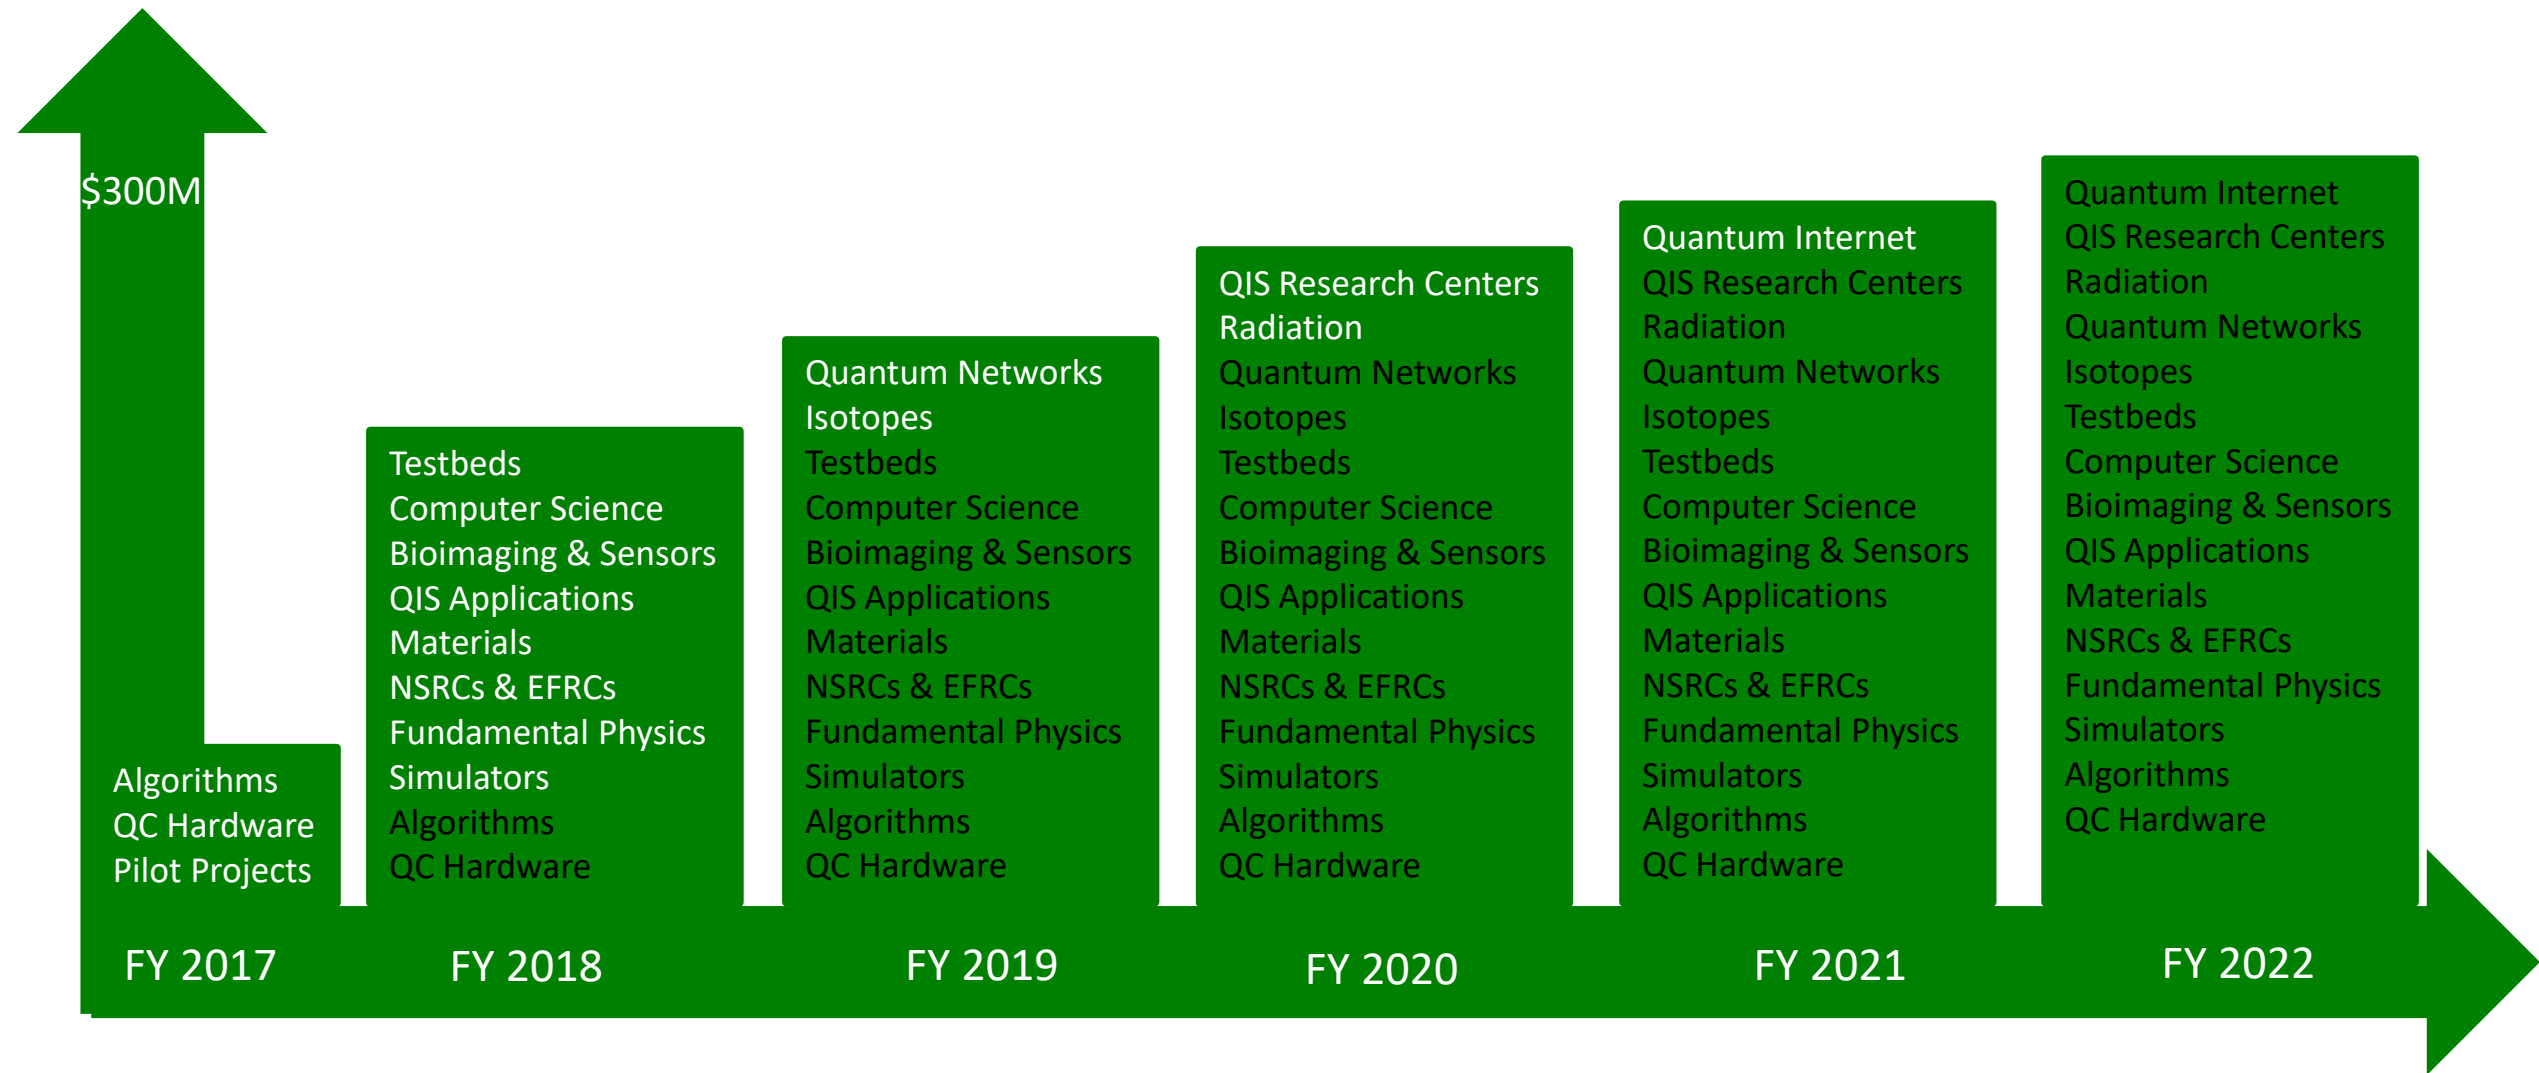 $300M
Algorithms
QC Hardware
Pilot Projects
FY 2017
Testbeds
Computer Science
Bioimaging & Sensors
QIS Applications
Materials
NSRCs & EFRCs
Fundamental Physics
Simulators
Algorithms
QC Hardware
FY 2018
Quantum Networks
Isotopes
Testbeds
Computer Science
Bioimaging & Sensors
QIS Applications
Materials
NSRCs & EFRCs
Fundamental Physics
Simulators
Algorithms
QC Hardware
FY 2019
QIS Research Centers
Radiation
Quantum Networks
Isotopes
Testbeds
Computer Science
Bioimaging & Sensors
QIS Applications
Materials
NSRCs & EFRCs
Fundamental Physics
Simulators
Algorithms
QC Hardware
FY 2020
Quantum Internet
QIS Research Centers
Radiation
Quantum Networks
Isotopes
Testbeds
Computer Science
Bioimaging & Sensors
QIS Applications
Materials
NSRCs & EFRCs
Fundamental Physics
Simulators
Algorithms
QC Hardware
FY 2021
Quantum Internet
QIS Research Centers
Radiation
Quantum Networks
Isotopes
Testbeds
Computer Science
Bioimaging & Sensors
QIS Applications
Materials
NSRCs & EFRCs
Fundamental Physics
Simulators
Algorithms
QC Hardware
FY 2022